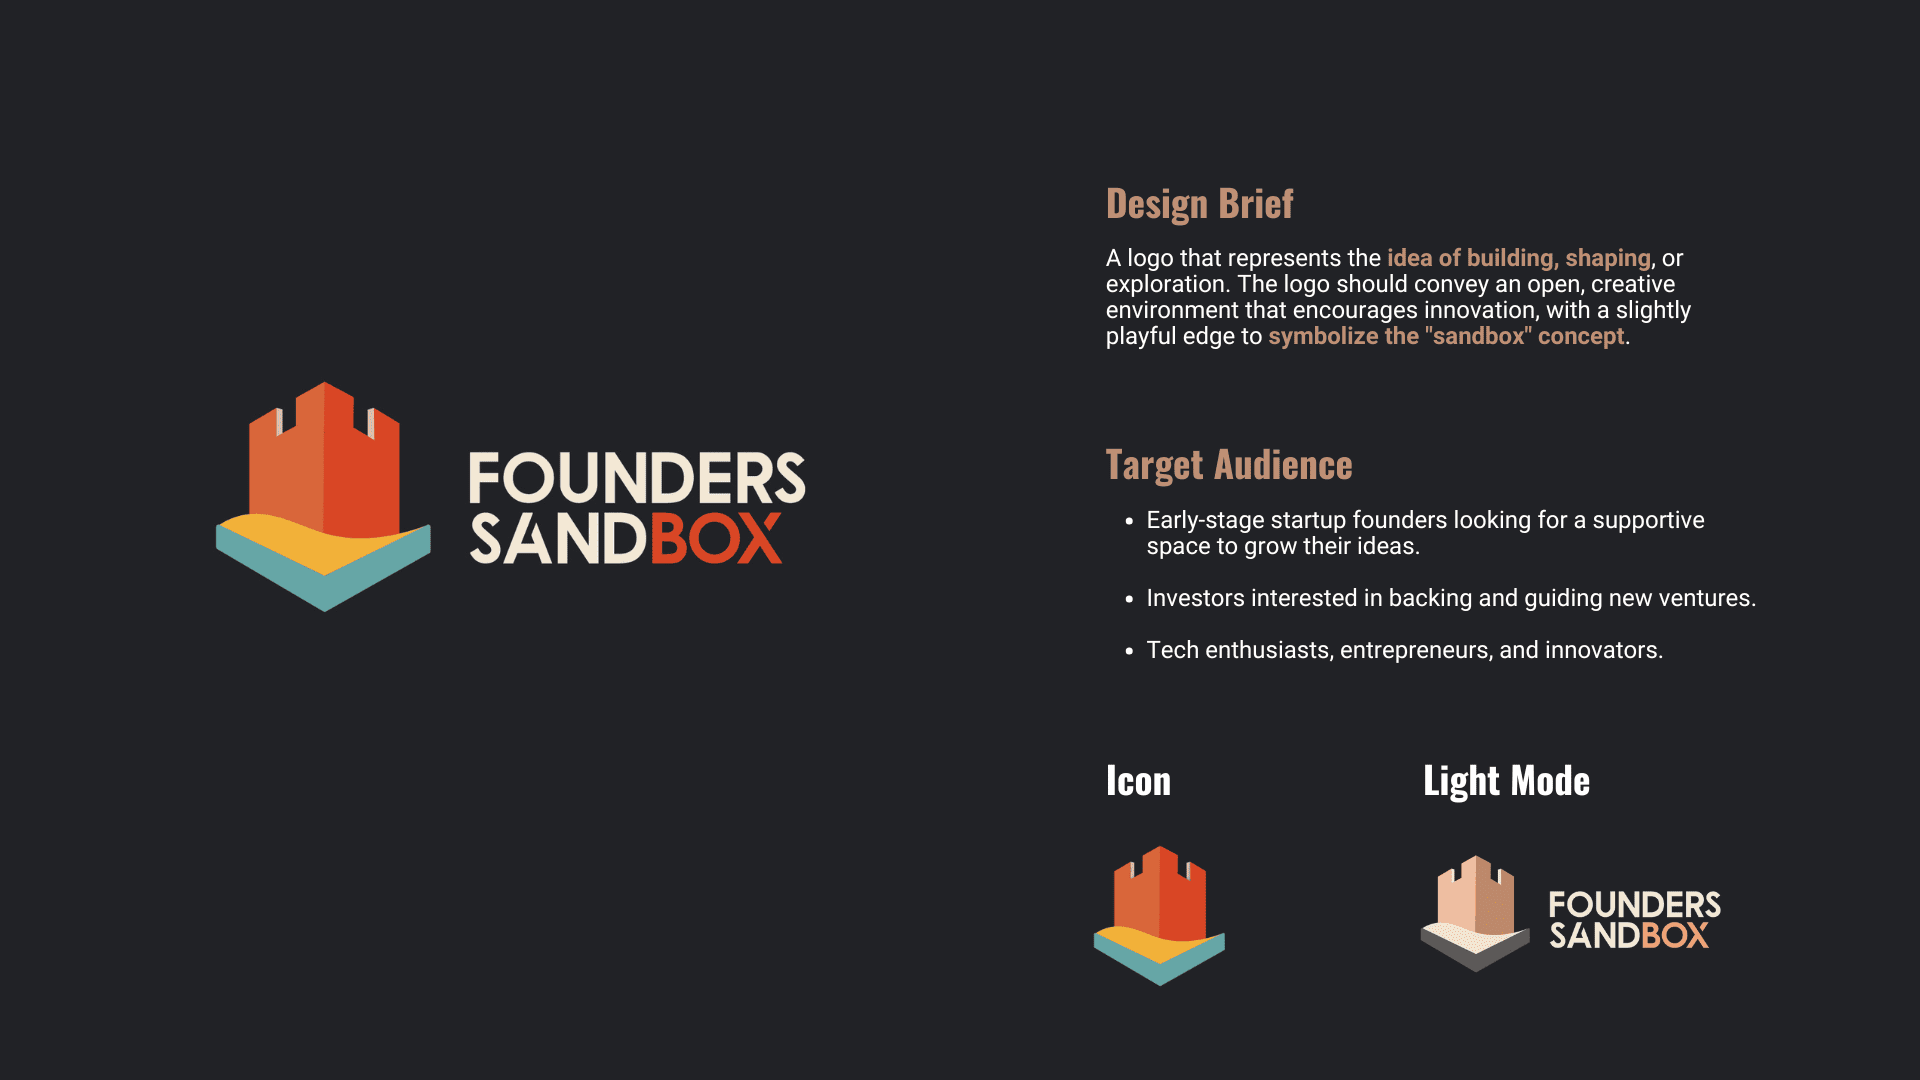 FOUNDERS
SANDBOX
Design Brief
A logo that represents the idea of building, shaping, or
exploration. The logo should convey an open, creative
environment that encourages innovation, with a slightly
playful edge to symbolize the "sandbox" concept.
Target Audience
• Early-stage startup founders looking for a supportive
space to grow their ideas.
• Investors interested in backing and guiding new ventures.
• Tech enthusiasts, entrepreneurs, and innovators.
Icon
Light Mode
FOUNDERS
SANDBOX